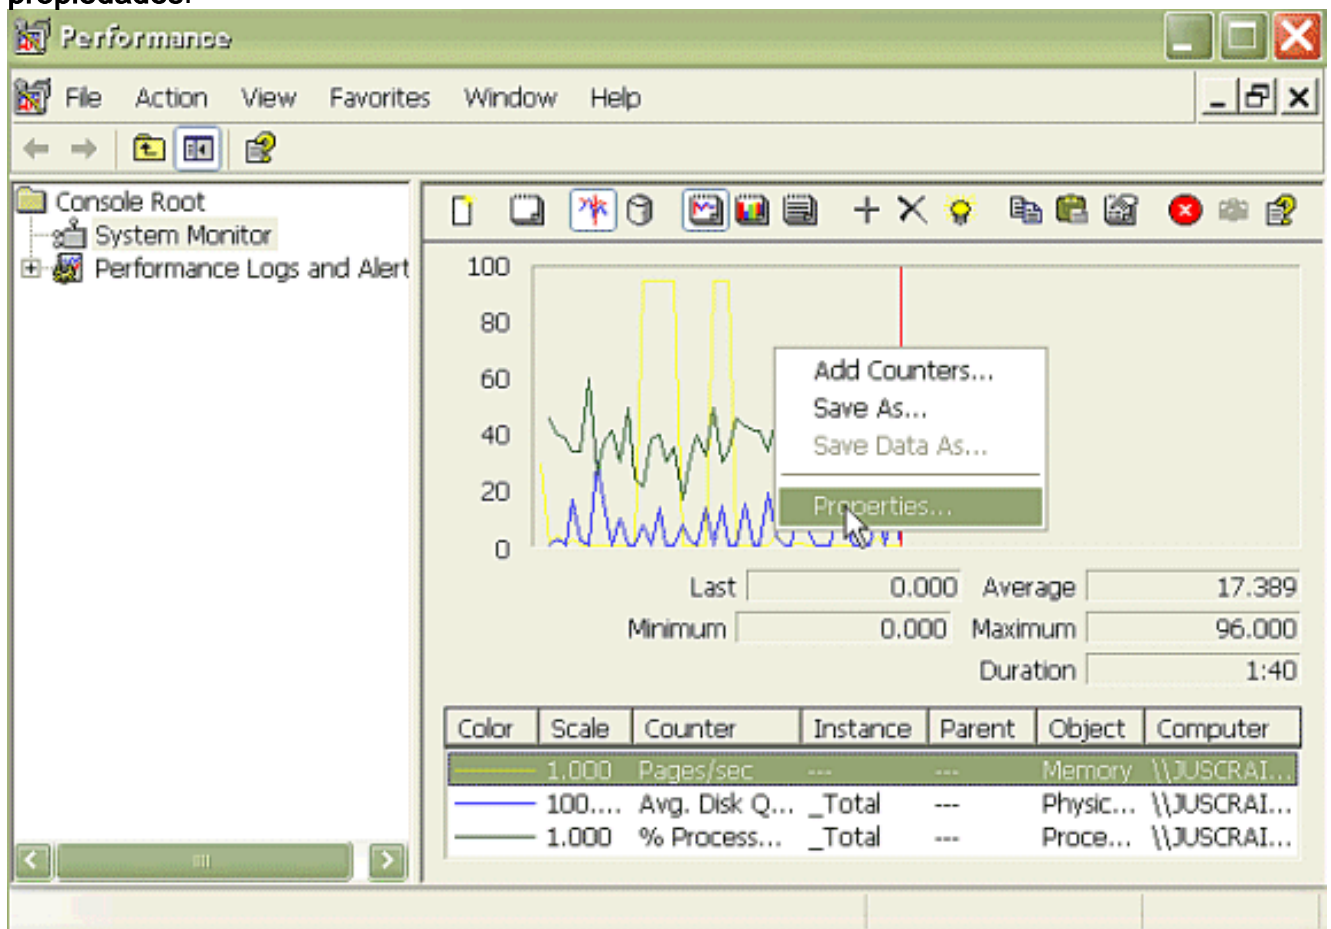 propiedades.
Performance
File Action View Favorites Window Help
Console Root
System Monitor
Performance Logs and Alert
100
80
60
40
20
0
Add Counters...
Save As...
Save Data As...
Properties...
Last 0.000 Average 17.389
Minimum 0.000 Maximum 96.000
Duration 1:40
Color Scale Counter Instance Parent Object Computer
1.000 Pages/sec --- --- Memory \\JUSCRAI...
100.... Avg. Disk Q... _Total --- Physic... \\JUSCRAI...
1.000 % Process... _Total --- Proce... \\JUSCRAI...